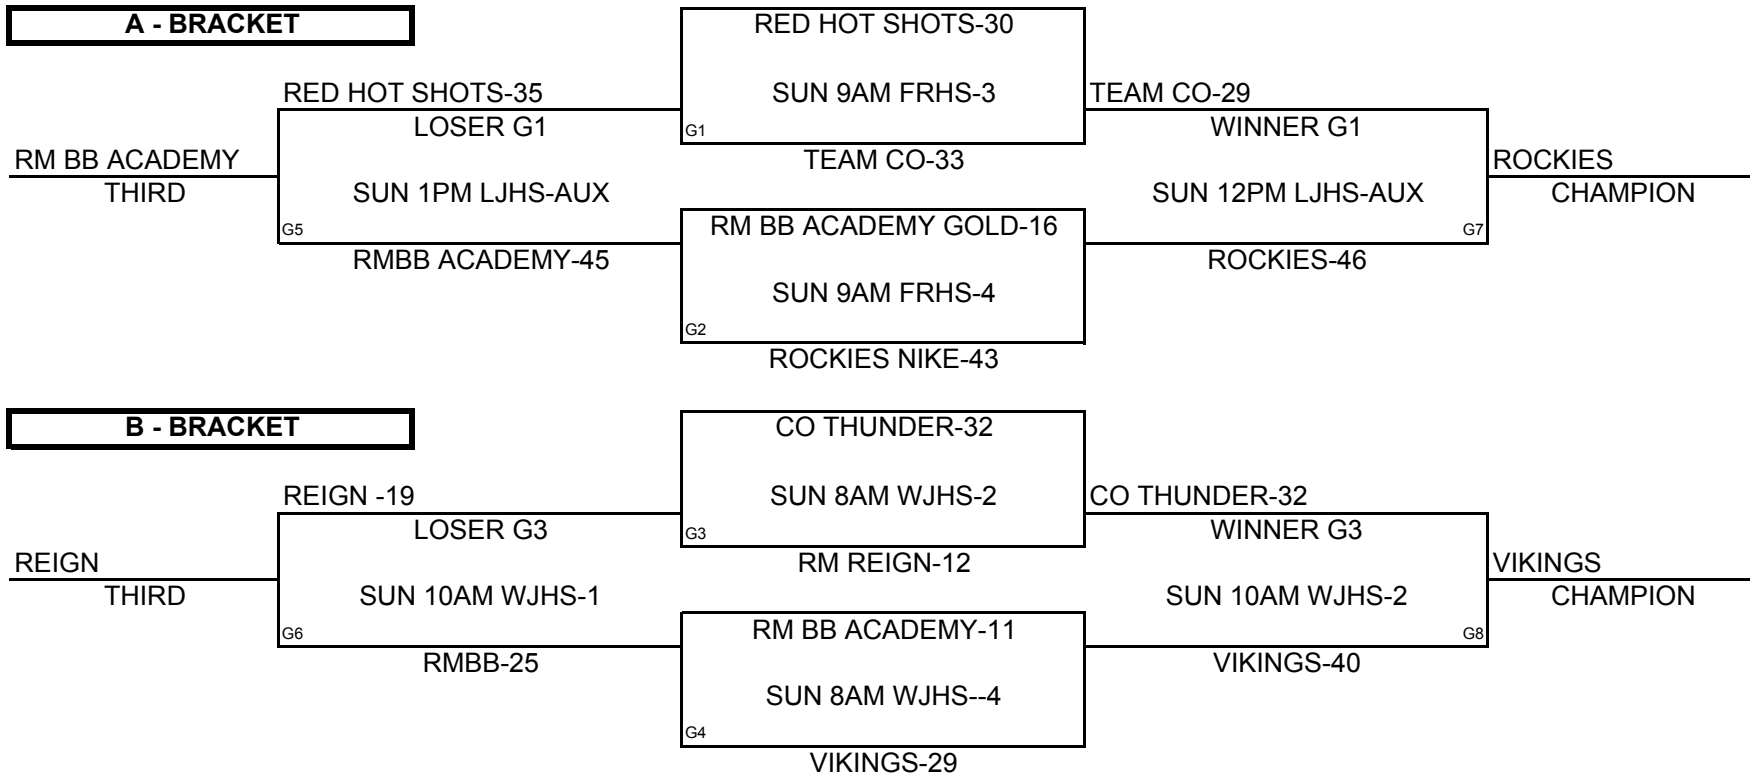 A - BRACKET
RED HOT SHOTS-30
RED HOT SHOTS-35
SUN 9AM FRHS-3
TEAM CO-29
LOSER G1
G1
WINNER G1
RM BB ACADEMY
TEAM CO-33
ROCKIES
THIRD
SUN 1PM LJHS-AUX
SUN 12PM LJHS-AUX
CHAMPION
G5
RM BB ACADEMY GOLD-16
G7
RMBB ACADEMY-45
ROCKIES-46
SUN 9AM FRHS-4
G2
ROCKIES NIKE-43
B - BRACKET
CO THUNDER-32
REIGN -19
SUN 8AM WJHS-2
CO THUNDER-32
LOSER G3
G3
WINNER G3
REIGN
RM REIGN-12
VIKINGS
THIRD
SUN 10AM WJHS-1
SUN 10AM WJHS-2
CHAMPION
G6
RM BB ACADEMY-11
G8
RMBB-25
VIKINGS-40
SUN 8AM WJHS--4
G4
VIKINGS-29